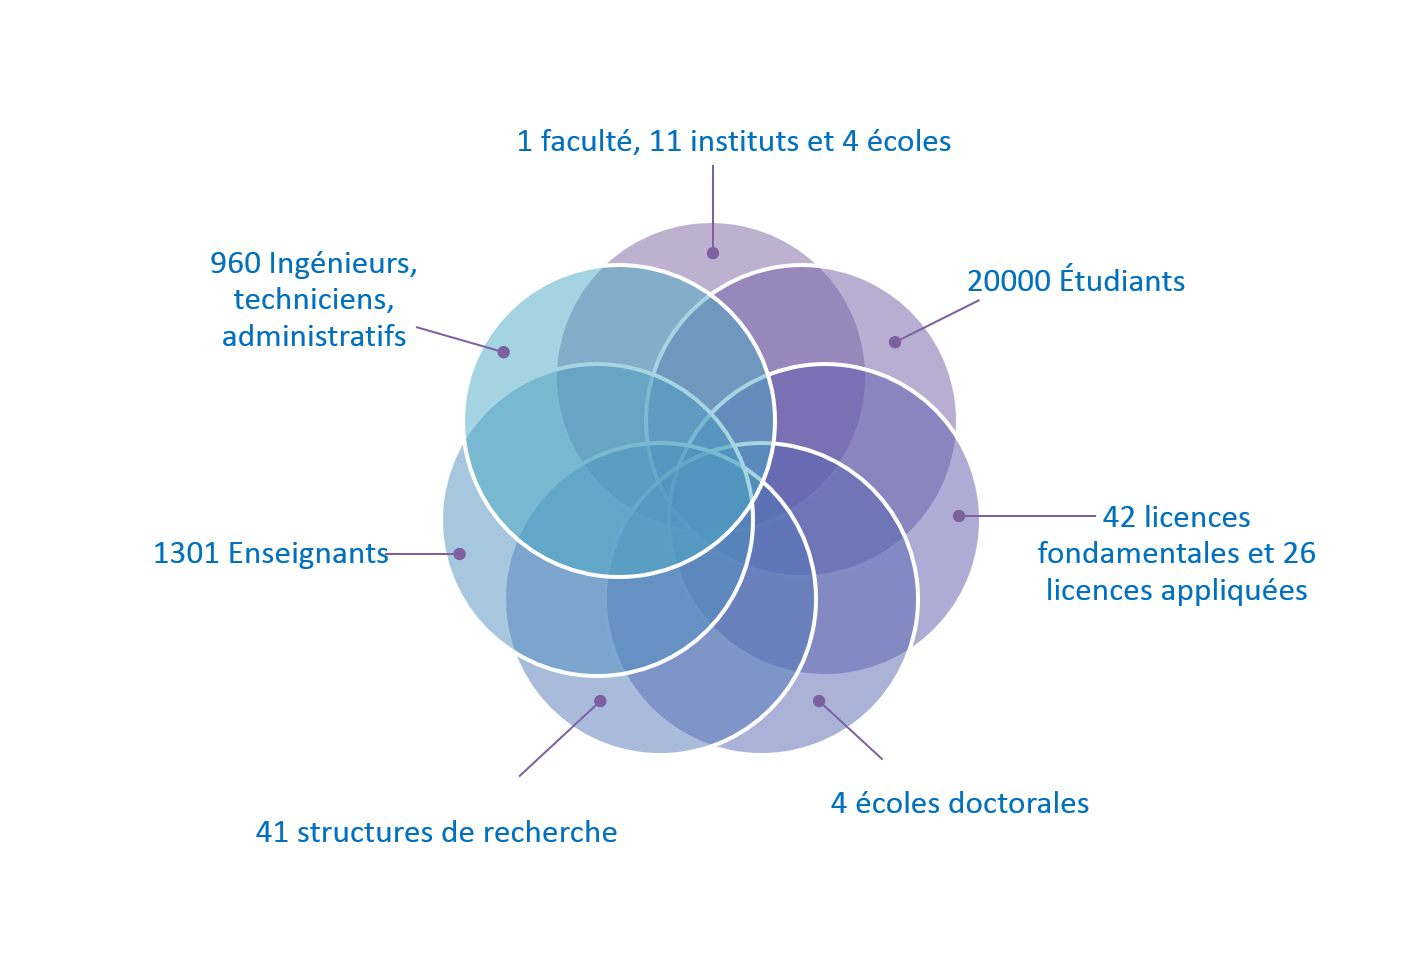 1 faculté, 11 instituts et 4 écoles
960 Ingénieurs,
techniciens,
administratifs
20000 Étudiants
42 licences
fondamentales et 26
licences appliquées
1301 Enseignants
4 écoles doctorales
41 structures de recherche